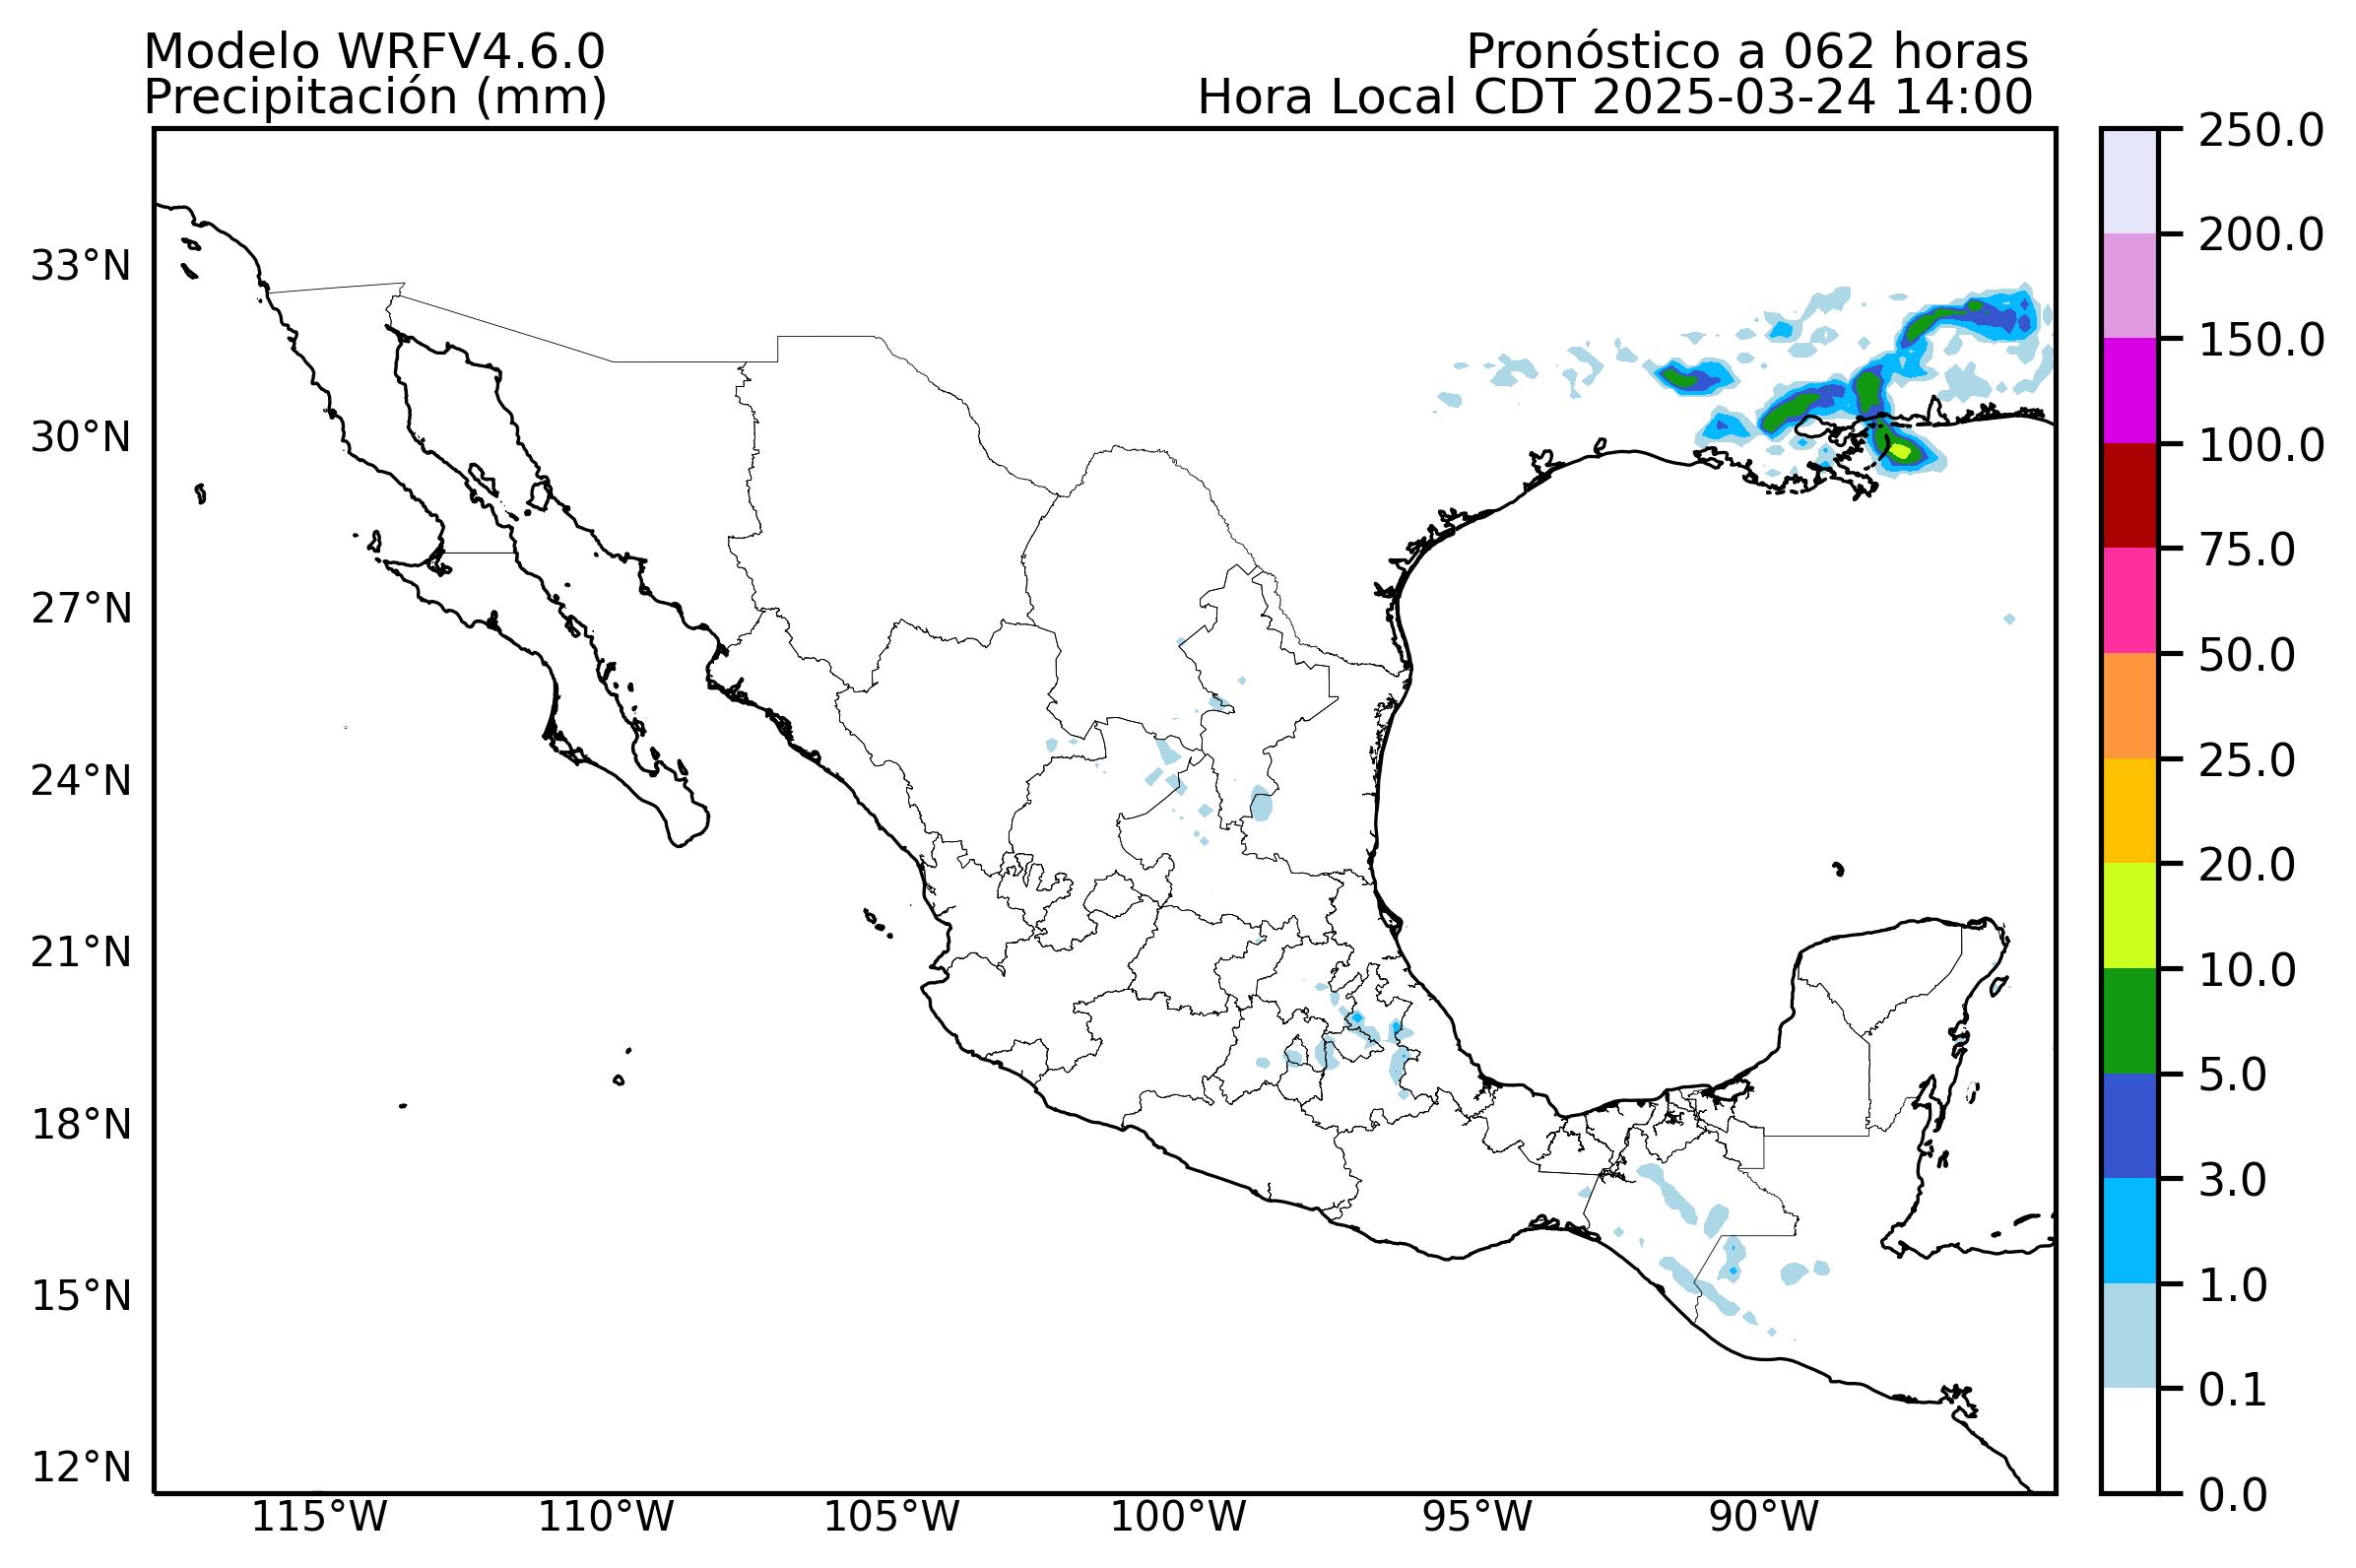 Modelo WRFV4.6.0
Precipitación (mm)
Pronóstico a 062 horas
Hora Local CDT 2025-03-24 14:00
33°N
30°N
27°N
24°N
21°N
18°N
15°N
12°N
115°W
110°W
105°W
100°W
95°W
90°W
250.0
200.0
150.0
100.0
75.0
50.0
25.0
20.0
10.0
5.0
3.0
1.0
0.1
0.0